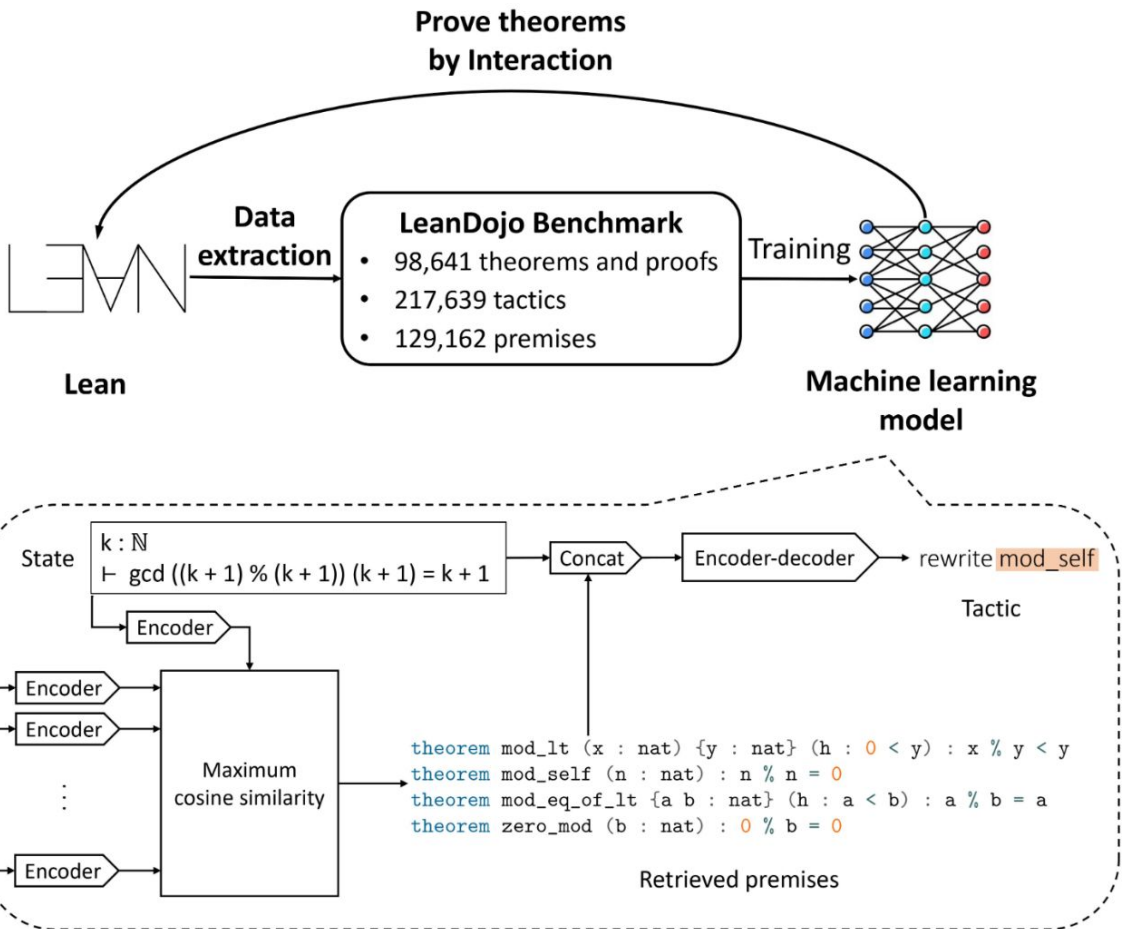 Prove theorems
by Interaction
LEAN
Data
extraction
LeanDojo Benchmark
• 98,641 theorems and proofs
• 217,639 tactics
• 129,162 premises
Training
Lean
Machine learning
model
State
k : ℕ
⊢ gcd ((k + 1) % (k + 1)) (k + 1) = k + 1
Concat
Encoder-decoder
rewrite mod_self
Tactic
Encoder
Encoder
Encoder
⋮
Encoder
Maximum
cosine similarity
theorem mod_lt (x : nat) {y : nat} (h : 0 < y) : x % y < y
theorem mod_self (n : nat) : n % n = 0
theorem mod_eq_of_lt {a b : nat} (h : a < b) : a % b = a
theorem zero_mod (b : nat) : 0 % b = 0
Retrieved premises